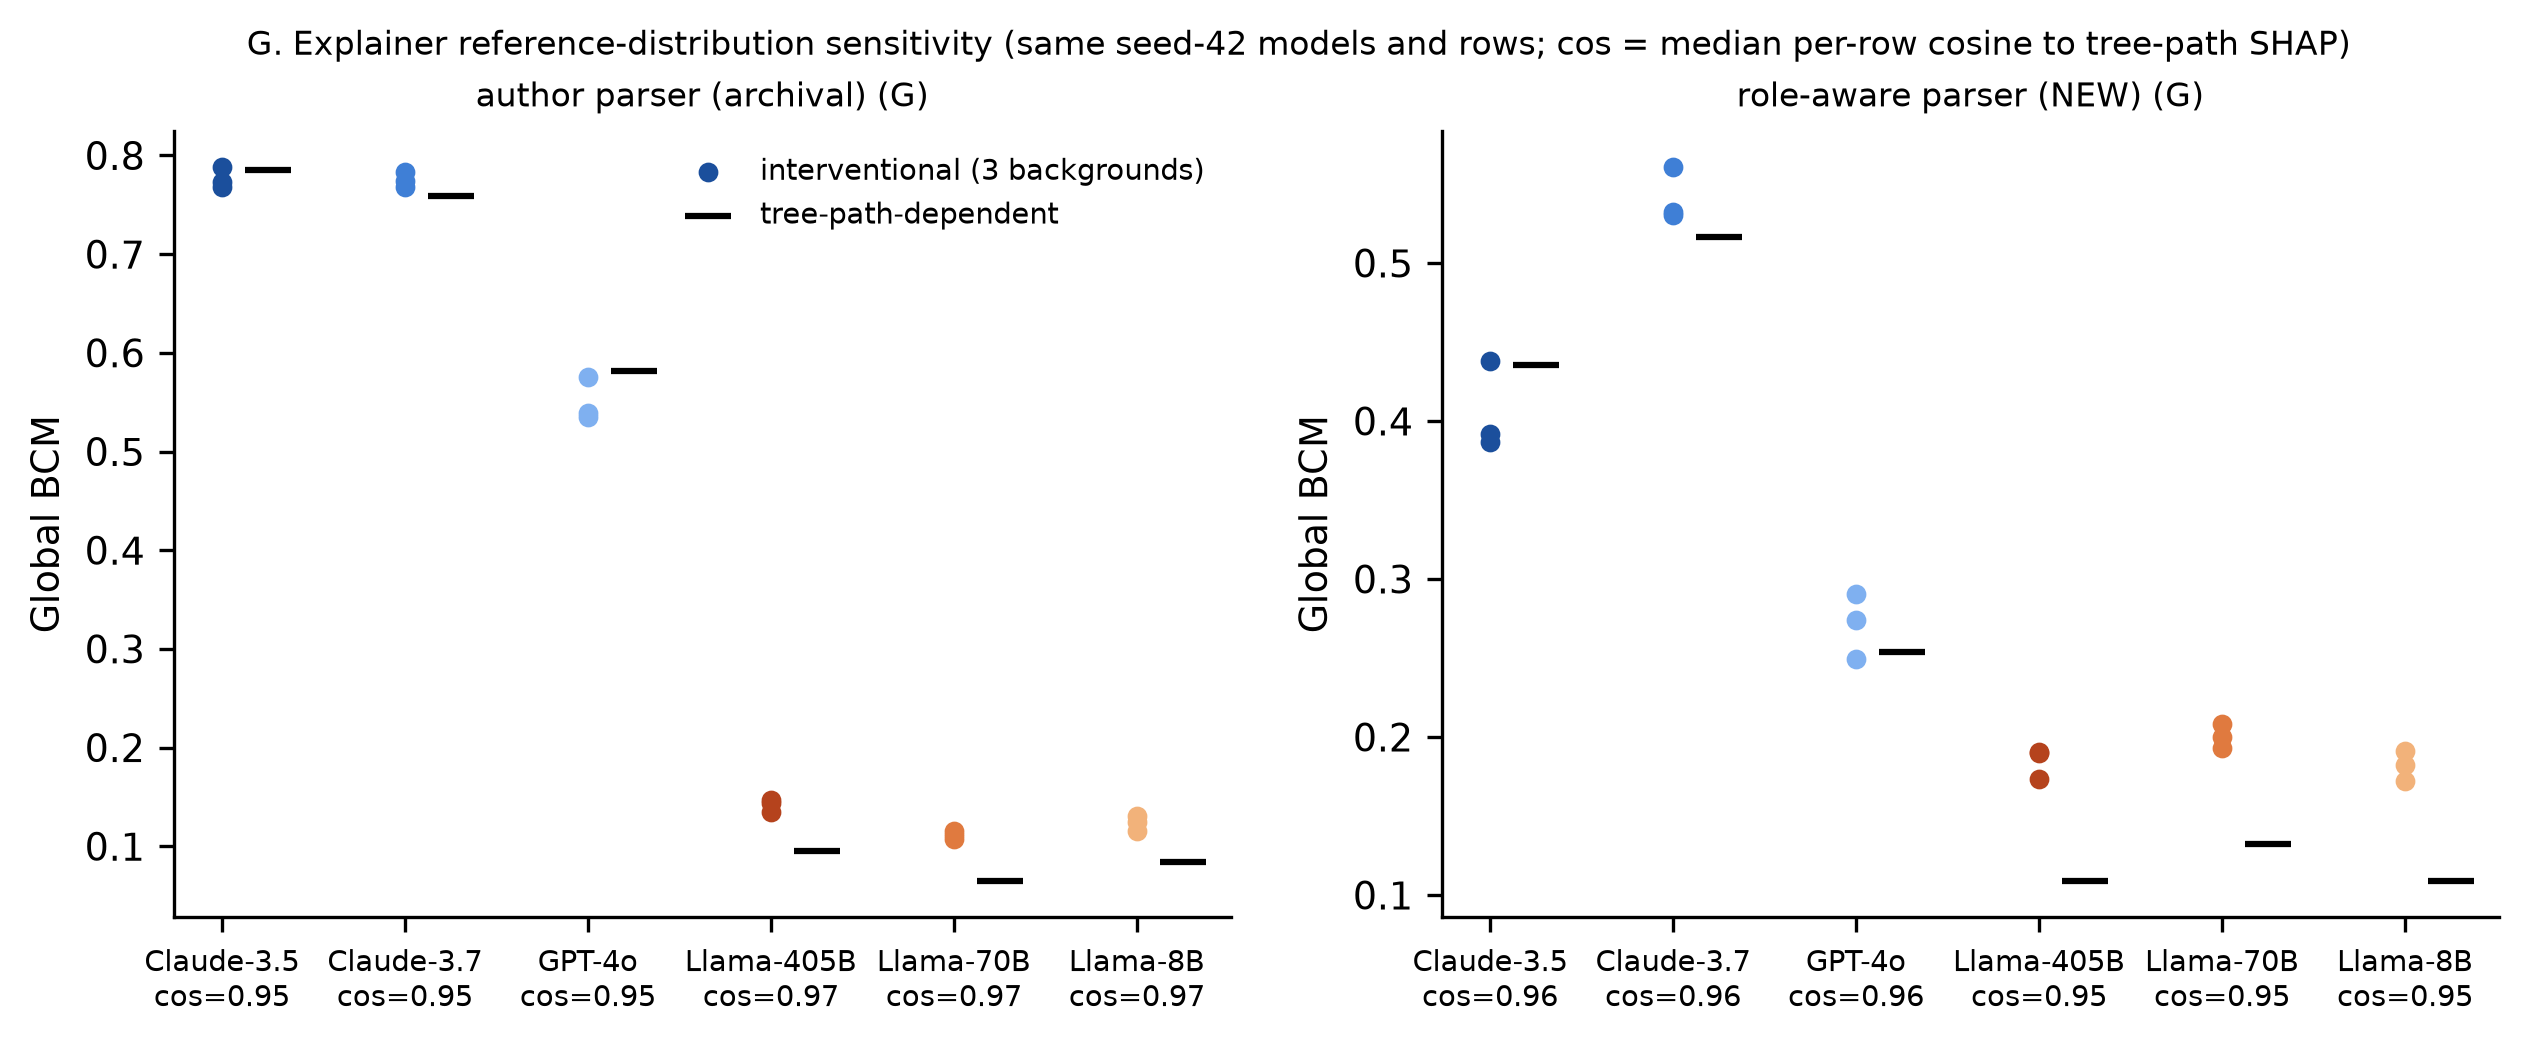 G. Explainer reference-distribution sensitivity (same seed-42 models and rows; cos = median per-row cosine to tree-path SHAP)
author parser (archival) (G)
interventional (3 backgrounds)
tree-path-dependent
Global BCM
0.8
0.7
0.6
0.5
0.4
0.3
0.2
0.1
Claude-3.5 Claude-3.7 GPT-4o Llama-405B Llama-70B Llama-8B
cos=0.95 cos=0.95 cos=0.95 cos=0.97 cos=0.97 cos=0.97
role-aware parser (NEW) (G)
Global BCM
0.5
0.4
0.3
0.2
0.1
Claude-3.5 Claude-3.7 GPT-4o Llama-405B Llama-70B Llama-8B
cos=0.96 cos=0.96 cos=0.96 cos=0.95 cos=0.95 cos=0.95